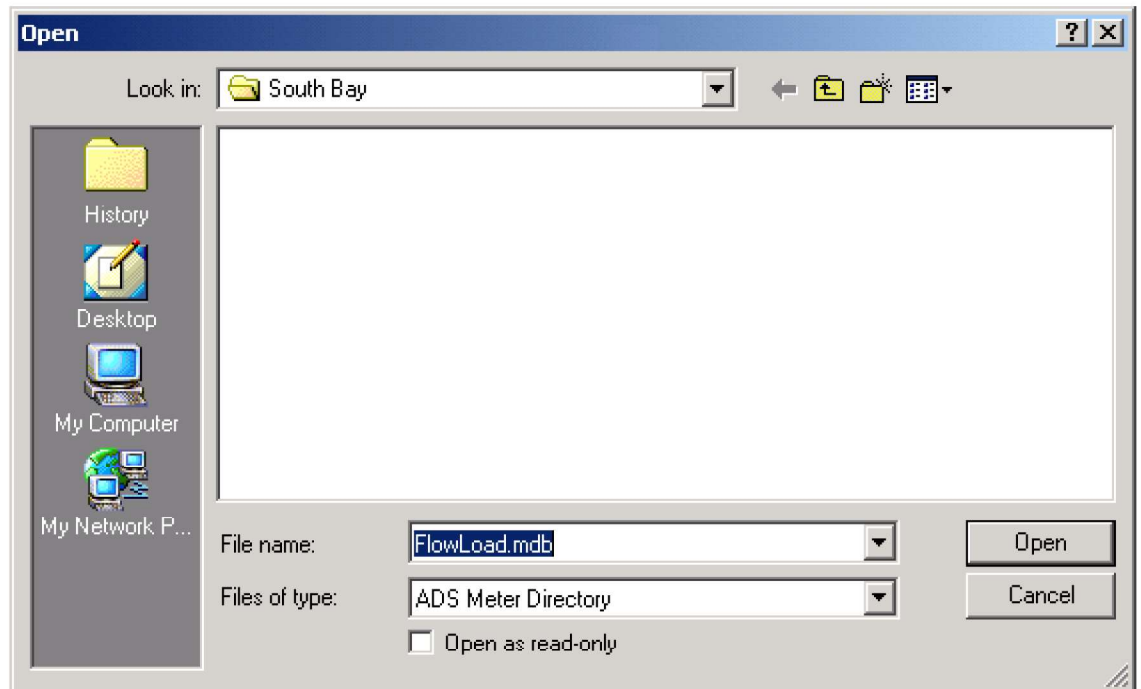 Open
Look in: South Bay
History
Desktop
My Computer
My Network P...
File name: FlowLoad.mdb Open
Files of type: ADS Meter Directory Cancel
Open as read-only